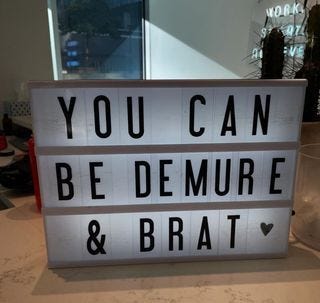 YOU CAN
BE DEMURE
& BRAT ♥
WORK